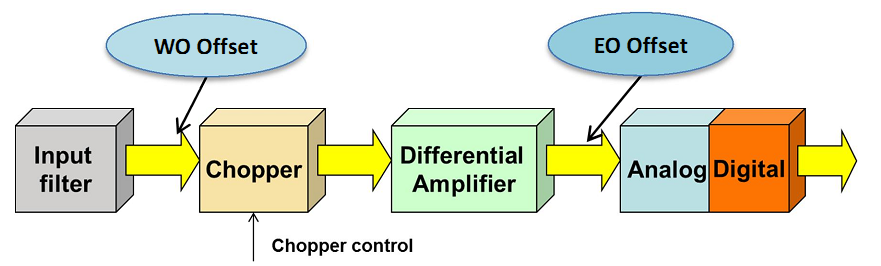 WO Offset
EO Offset
Input
filter
Chopper
Differential
Amplifier
Analog
Digital
Chopper control